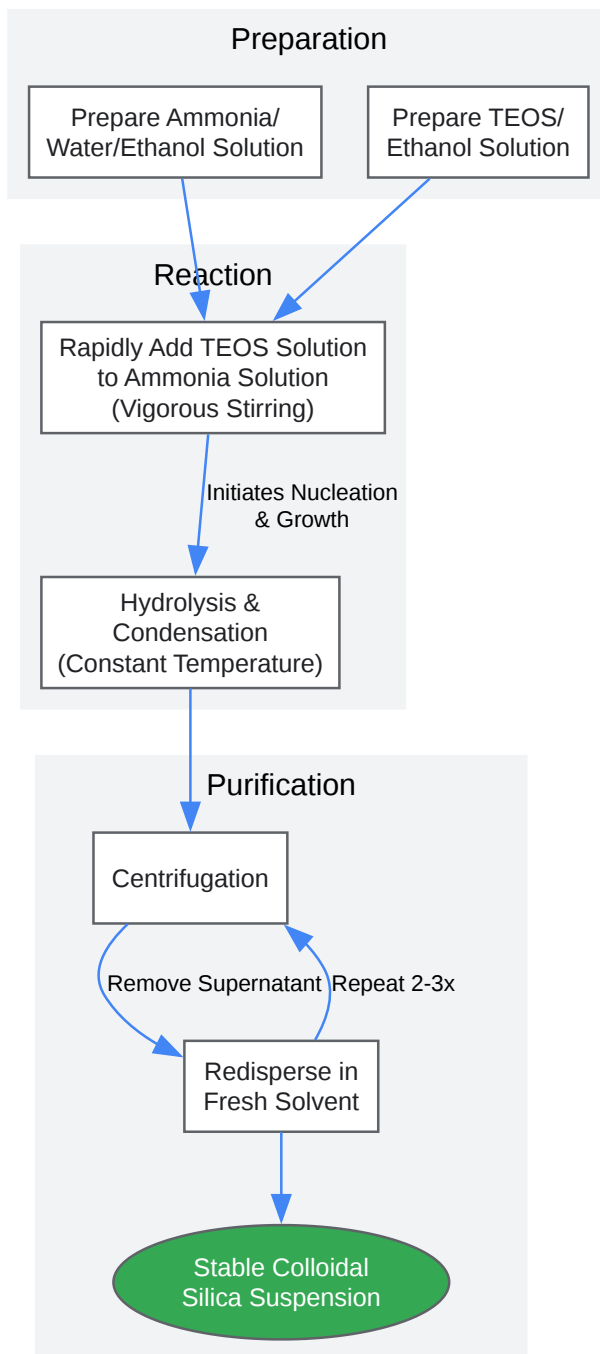 Preparation
Prepare Ammonia/
Water/Ethanol Solution
Prepare TEOS/
Ethanol Solution
Reaction
Rapidly Add TEOS Solution
to Ammonia Solution
(Vigorous Stirring)
Initiates Nucleation
& Growth
Hydrolysis &
Condensation
(Constant Temperature)
Purification
Centrifugation
Remove Supernatant
Repeat 2-3x
Redisperse in
Fresh Solvent
Stable Colloidal
Silica Suspension